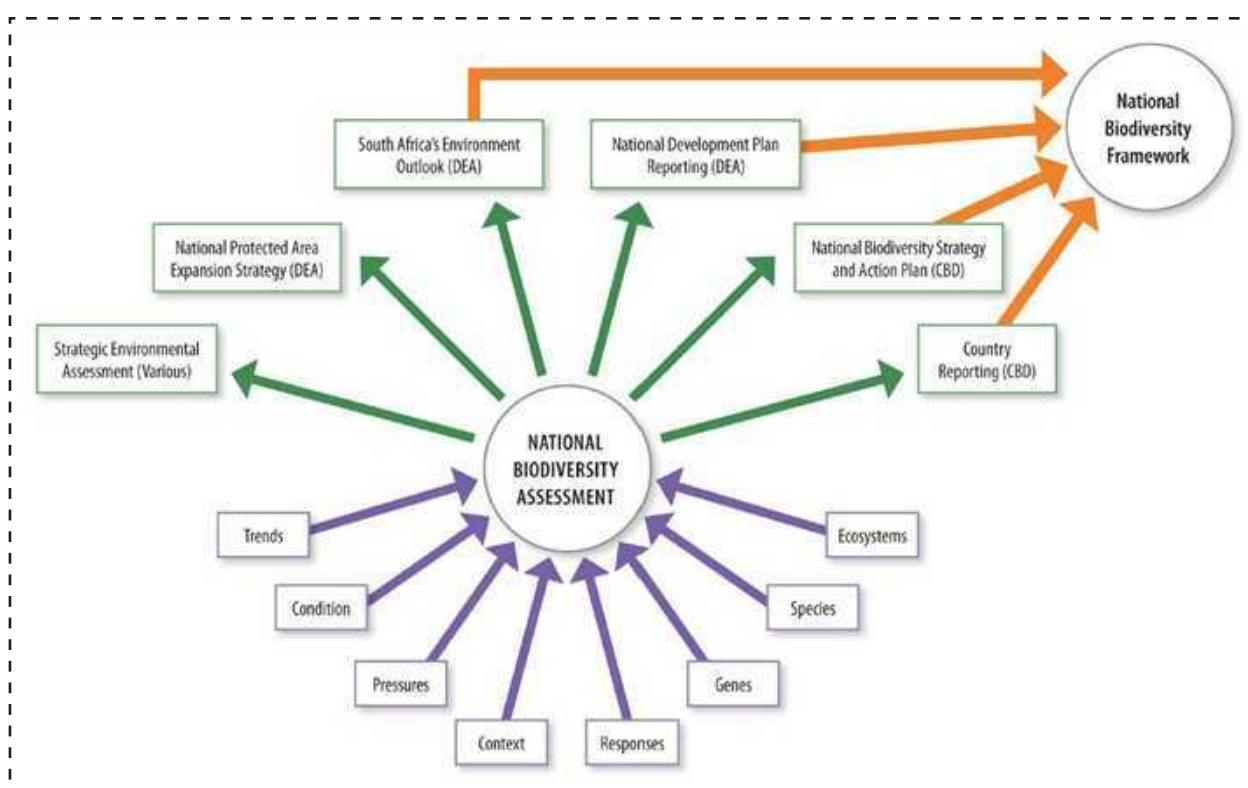 National
Biodiversity
Framework
South Africa's Environment
Outlook (DEA)
National Development Plan
Reporting (DEA)
National Protected Area
Expansion Strategy (DEA)
National Biodiversity Strategy
and Action Plan (CBD)
Strategic Environmental
Assessment (Various)
Country
Reporting (CBD)
NATIONAL
BIODIVERSITY
ASSESSMENT
Trends
Ecosystems
Condition
Species
Pressures
Genes
Context
Responses